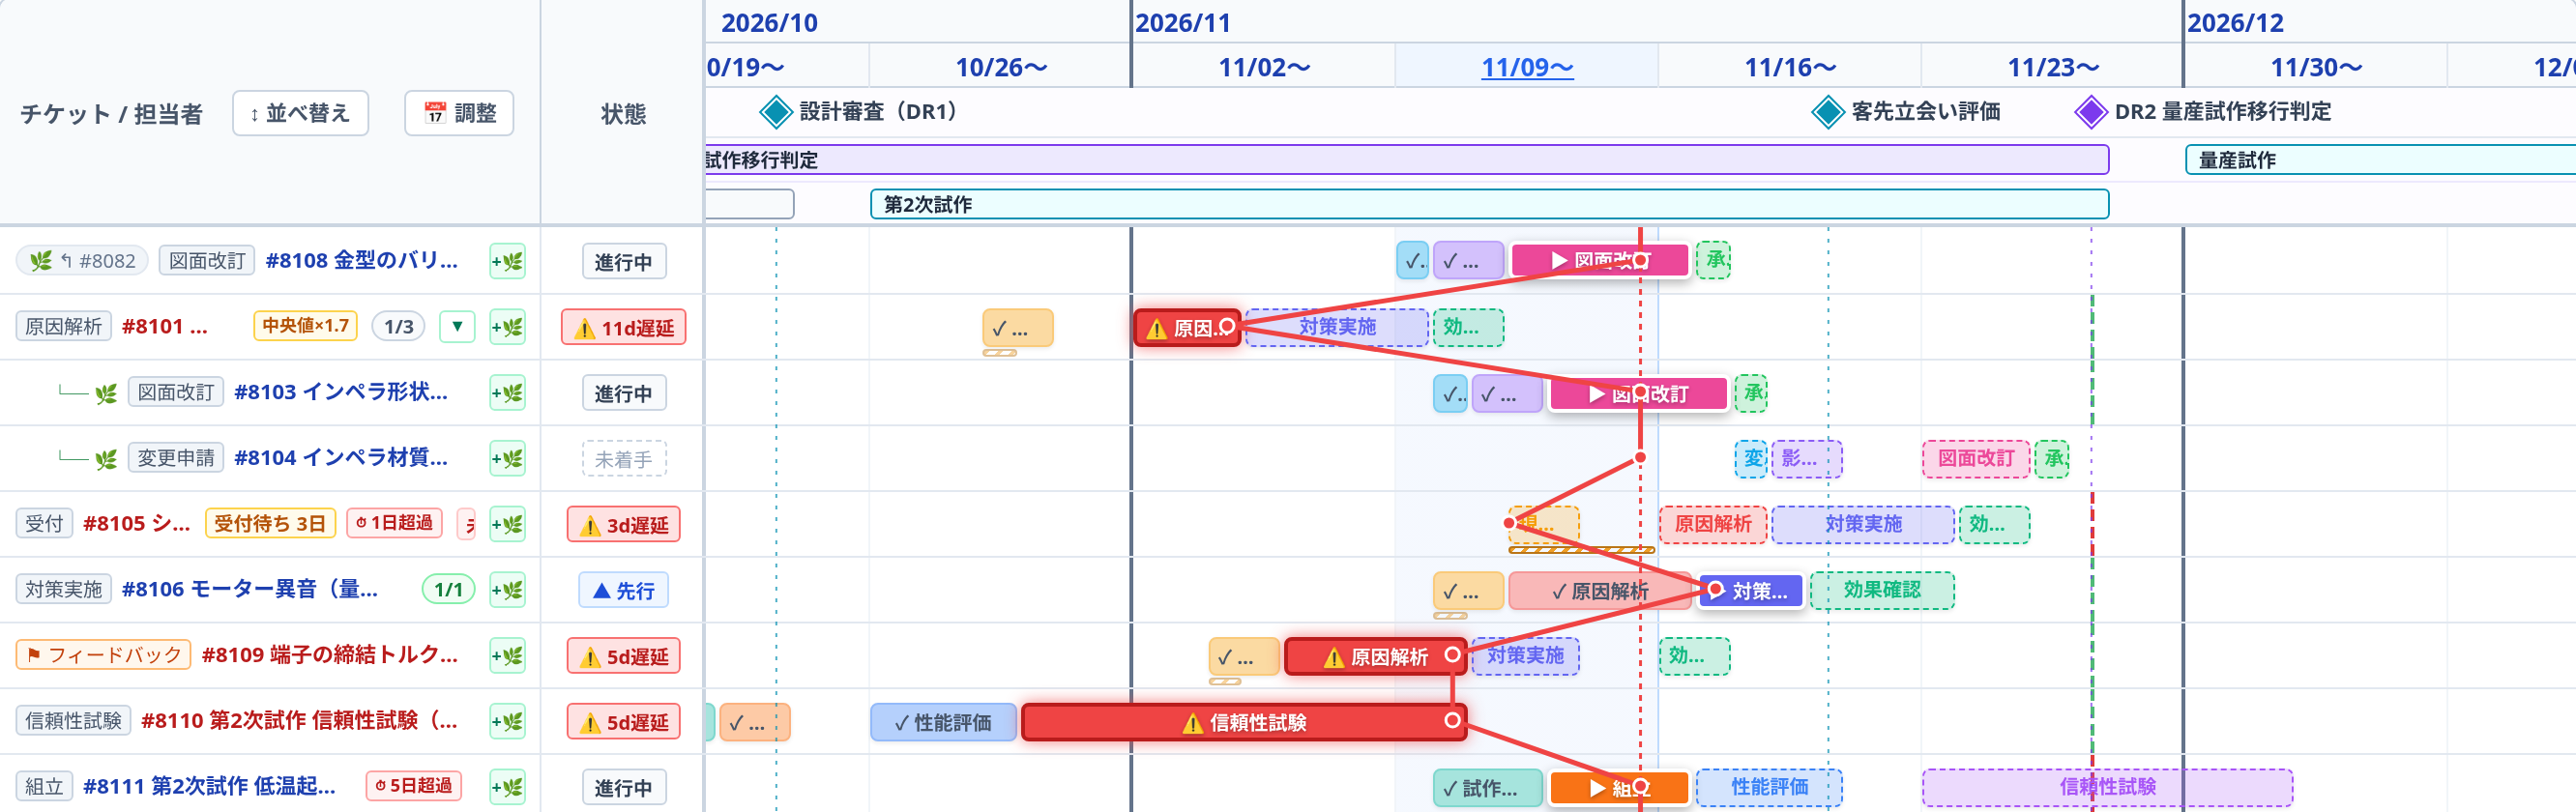 2026/10 2026/11 2026/12
0/19〜 10/26〜 11/02〜 11/09〜 11/16〜 11/23〜 11/30〜
チケット / 担当者 ↕ 並べ替え 📅 調整 状態
設計審査（DR1） 客先立会い評価 DR2 量産試作移行判定
試作移行判定 量産試作
第2次試作
🌿 ↰ #8082 図面改訂 #8108 金型のバリ... +🌿 進行中 ✓... ✓ ... ▶ 図面改訂 承
原因解析 #8101 ... 中央値×1.7 1/3 ▼ +🌿 ⚠️ 11d遅延 ✓ ... ⚠️ 原因... 対策実施 効...
└─ 🌿 図面改訂 #8103 インペラ形状... +🌿 進行中 ✓... ✓ ... ▶ 図面改訂 承
└─ 🌿 変更申請 #8104 インペラ材質... +🌿 未着手 変 影... 図面改訂 承
受付 #8105 シ... 受付待ち 3日 ⏱ 1日超過 +🌿 ⚠️ 3d遅延 原因解析 対策実施 効...
対策実施 #8106 モーター異音（量... 1/1 +🌿 ▲ 先行 ✓ ... ✓ 原因解析 対策... 効果確認
⚑ フィードバック #8109 端子の締結トルク... +🌿 ⚠️ 5d遅延 ✓ ... ⚠️ 原因解析 対策実施 効...
信頼性試験 #8110 第2次試作 信頼性試験（... +🌿 ⚠️ 5d遅延 ✓ ... ✓ 性能評価 ⚠️ 信頼性試験
組立 #8111 第2次試作 低温起... ⏱ 5日超過 +🌿 進行中 ✓ 試作... ▶ 組立 性能評価 信頼性試験